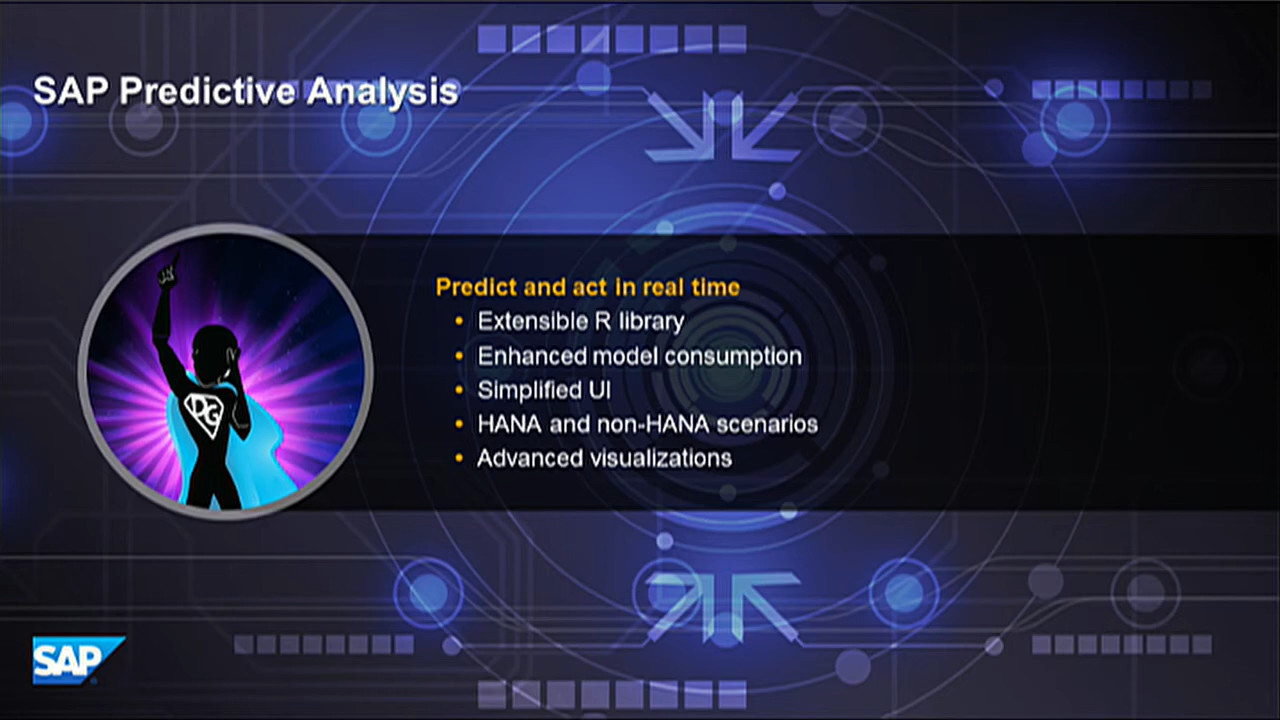 SAP Predictive Analysis
Predict and act in real time
• Extensible R library
• Enhanced model consumption
• Simplified UI
• HANA and non-HANA scenarios
• Advanced visualizations
DG
SAP